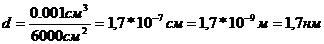 d = 0.001см³ / 6000см² = 1,7*10⁻⁷ см = 1,7*10⁻⁹ м = 1,7нм